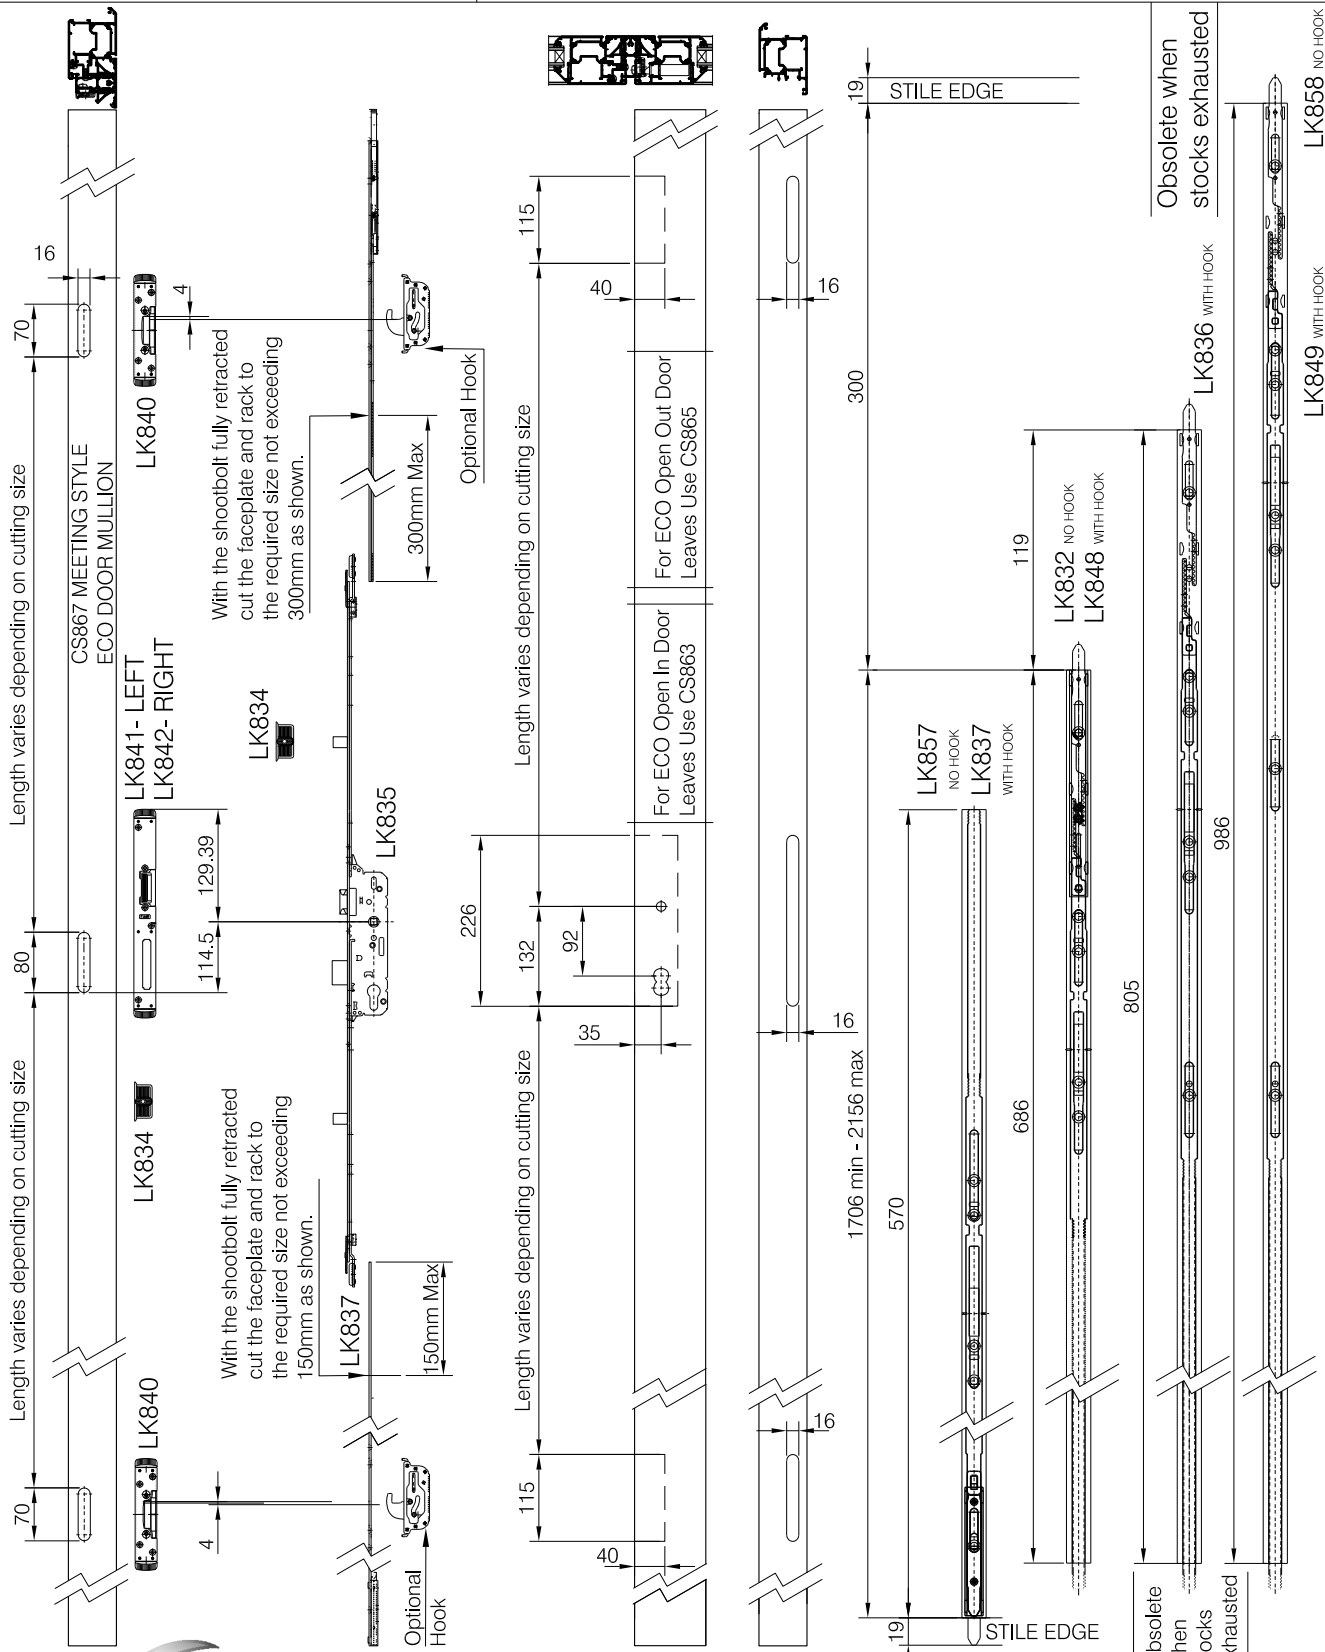 16
70
Length varies depending on cutting size
CS867 MEETING STYLE
ECO DOOR MULLION
LK840
4
With the shootbolt fully retracted
cut the faceplate and rack to
the required size not exceeding
300mm as shown.
300mm Max
Optional Hook
LK841- LEFT
LK842- RIGHT
LK834
129.39
114.5
80
LK835
Length varies depending on cutting size
LK834
With the shootbolt fully retracted
cut the faceplate and rack to
the required size not exceeding
150mm as shown.
LK837
150mm Max
LK840
70
4
Optional
Hook
115
40
16
Length varies depending on cutting size
For ECO Open Out Door
Leaves Use CS865
For ECO Open In Door
Leaves Use CS863
226
132
92
35
16
Length varies depending on cutting size
16
115
40
19
STILE EDGE
300
119
1706 min - 2156 max
570
686
805
986
LK857
NO HOOK
LK837
WITH HOOK
LK832 NO HOOK
LK848 WITH HOOK
LK836 WITH HOOK
LK849 WITH HOOK
LK858 NO HOOK
Obsolete when
stocks exhausted
19
STILE EDGE
bsolete
hen
ocks
xhausted